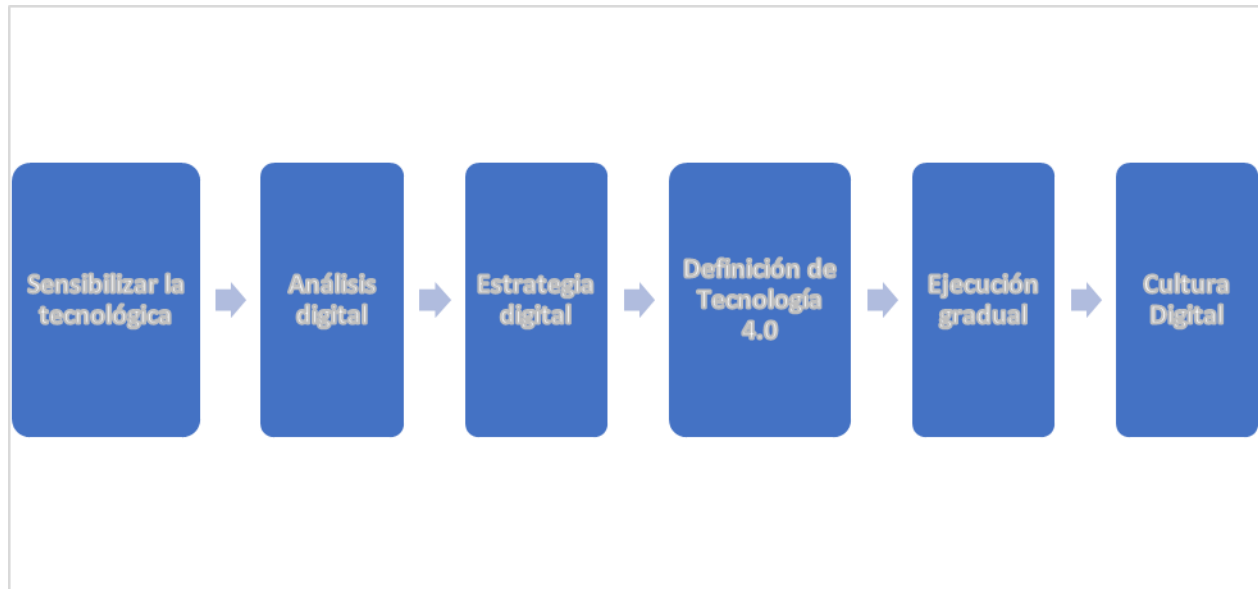 Sensibilizar la
tecnológica
Análisis
digital
Estrategia
digital
Definición de
Tecnología
4.0
Ejecución
gradual
Cultura
Digital